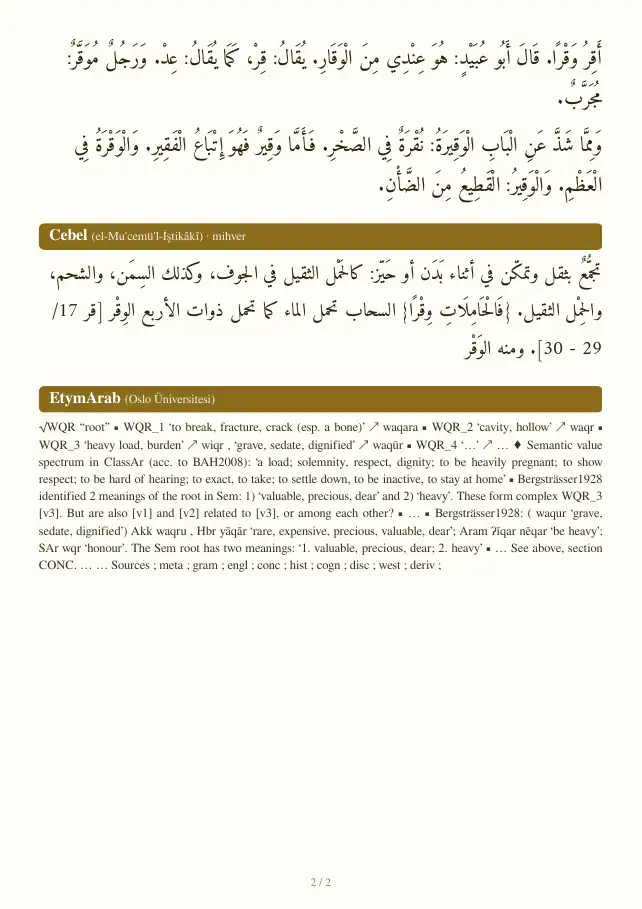 أَقِرُ وَقْرًا. قَالَ أَبُو عُبَيْدٍ: هُوَ عِنْدِي مِنَ الْوَقَارِ. يُقَالُ: قِرْ، كَمَا يُقَالُ: عِدْ. وَرَجُلٌ مُوَقَّرٌ:
مُجَرَّبٌ.
وَمِمَّا شَذَّ عَنِ الْبَابِ الْوَقِيرَةُ: نُقْرَةٌ فِي الصَّخْرِ. فَأَمَّا وَقِيرٌ فَهُوَ إِتْبَاعُ الْفَقِيرِ. وَالْوَقْرَةُ فِي
الْعَظْمِ. وَالْوَقِيرُ: الْقَطِيعُ مِنَ الضَّأْنِ.
Cebel (el-Mu'cemü'l-İştikâkî) · mihver
تجمُّعٌ بثقل وتمكّن في أثناء بَدَن أو حَيّز: كالحَمْل الثقيل في الجوف، وكذلك السِمَن، والشحم،
والحِمْل الثقيل. {فَالْحَامِلَاتِ وِقْرًا} السحاب تحمل الماء كما تحمل ذوات الأربع الوِقْر [قر 17/
29 - 30]. ومنه الوَقْر
EtymArab (Oslo Üniversitesi)
√WQR “root” ▪ WQR_1 ‘to break, fracture, crack (esp. a bone)’ ↗ waqara ▪ WQR_2 ‘cavity, hollow’ ↗ waqr ▪
WQR_3 ‘heavy load, burden’ ↗ wiqr , ‘grave, sedate, dignified’ ↗ waqūr ▪ WQR_4 ‘…’ ↗ … ♦ Semantic value
spectrum in ClassAr (acc. to BAH2008): ‘a load; solemnity, respect, dignity; to be heavily pregnant; to show
respect; to be hard of hearing; to exact, to take; to settle down, to be inactive, to stay at home’ ▪ Bergsträsser1928
identified 2 meanings of the root in Sem: 1) ‘valuable, precious, dear’ and 2) ‘heavy’. These form complex WQR_3
[v3]. But are also [v1] and [v2] related to [v3], or among each other? ▪ … ▪ Bergsträsser1928: ( waqur ‘grave,
sedate, dignified’) Akk waqru , Hbr yāqār ‘rare, expensive, precious, valuable, dear’; Aram ʔīqar nēqar ‘be heavy’;
SAr wqr ‘honour’. The Sem root has two meanings: ‘1. valuable, precious, dear; 2. heavy’ ▪ … See above, section
CONC. … … Sources ; meta ; gram ; engl ; conc ; hist ; cogn ; disc ; west ; deriv ;
2 / 2